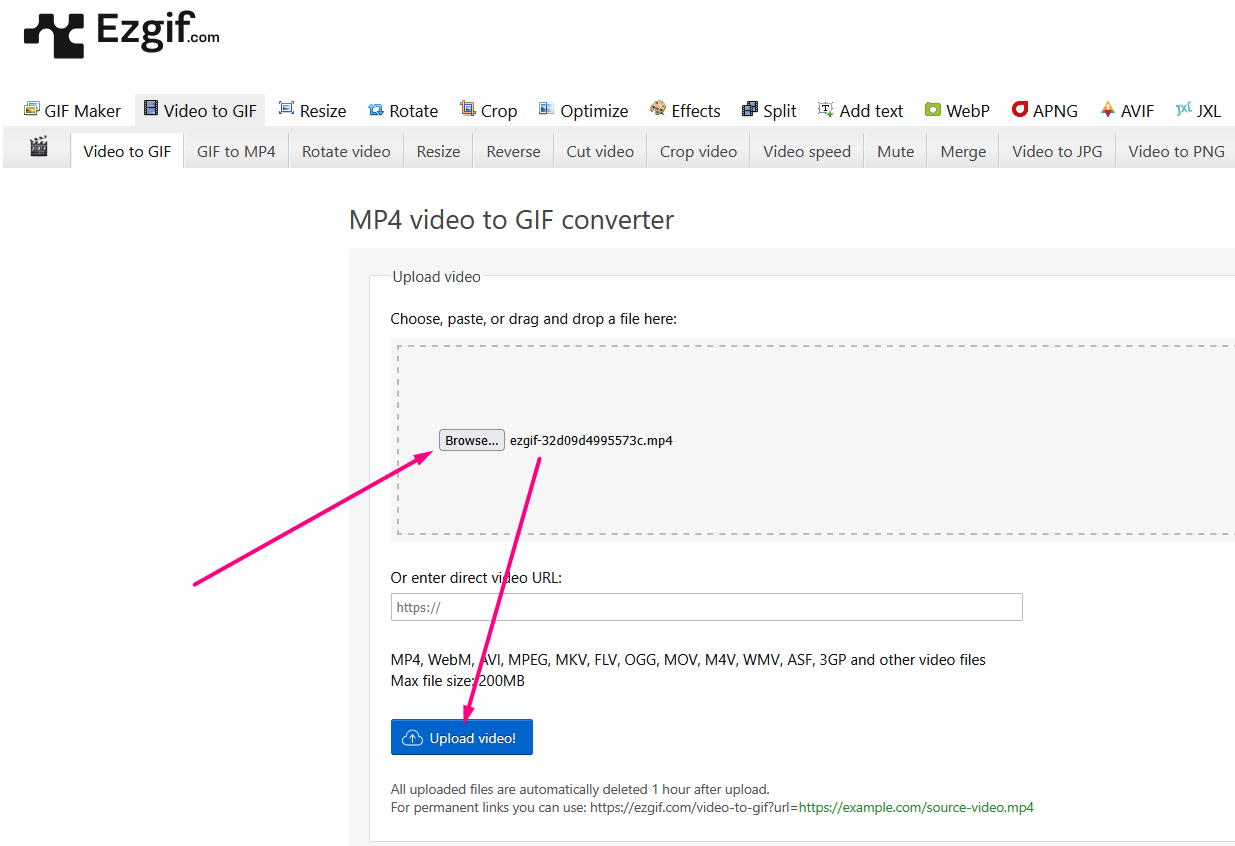 Ezgif.com
GIF Maker Video to GIF Resize Rotate Crop Optimize Effects Split Add text WebP APNG AVIF JXL
Video to GIF GIF to MP4 Rotate video Resize Reverse Cut video Crop video Video speed Mute Merge Video to JPG Video to PNG
MP4 video to GIF converter
Upload video
Choose, paste, or drag and drop a file here:
Browse... ezgif-32d09d4995573c.mp4
Or enter direct video URL:
https://
MP4, WebM, AVI, MPEG, MKV, FLV, OGG, MOV, M4V, WMV, ASF, 3GP and other video files
Max file size: 200MB
Upload video!
All uploaded files are automatically deleted 1 hour after upload.
For permanent links you can use: https://ezgif.com/video-to-gif?url=https://example.com/source-video.mp4